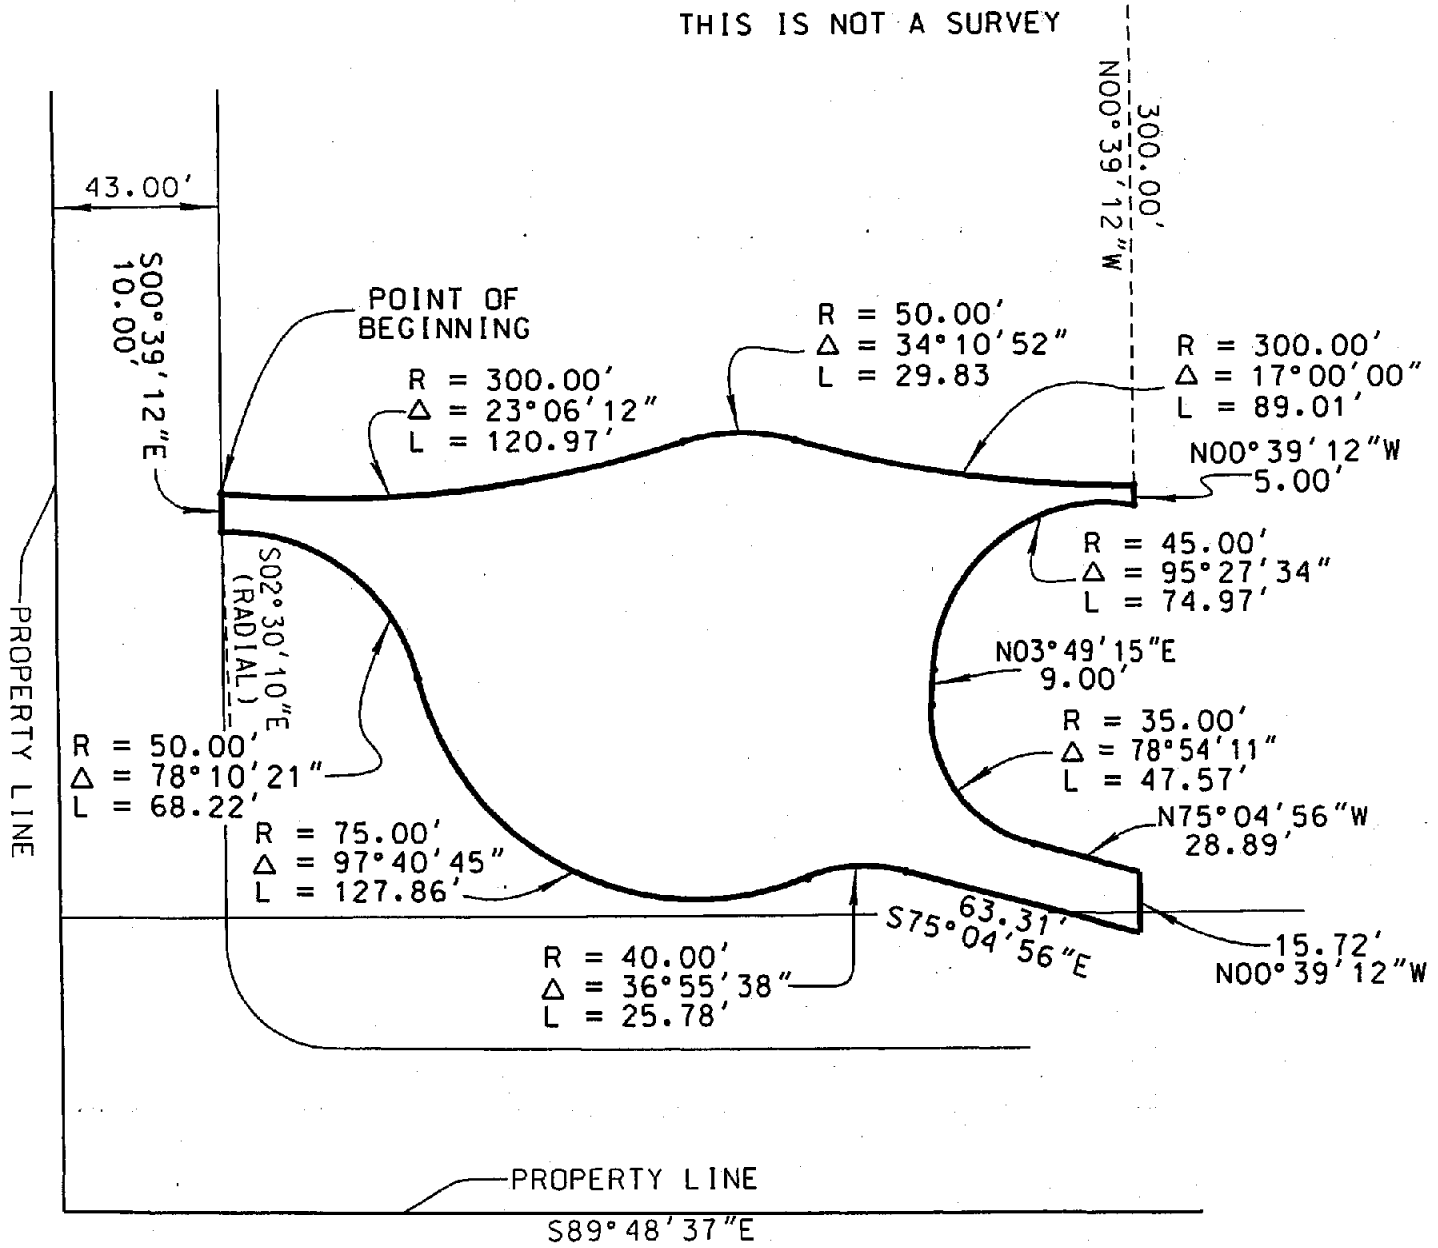 THIS IS NOT A SURVEY
300.00'
N00°39'12"W
43.00'
S00°39'12"E
10.00'
POINT OF
BEGINNING
R = 300.00'
Δ = 23°06'12"
L = 120.97'
R = 50.00'
Δ = 34°10'52"
L = 29.83
R = 300.00'
Δ = 17°00'00"
L = 89.01'
N00°39'12"W
5.00'
R = 45.00'
Δ = 95°27'34"
L = 74.97'
S02°30'10"E
(RADIAL)
PROPERTY LINE
N03°49'15"E
9.00'
R = 35.00'
Δ = 78°54'11"
L = 47.57'
R = 50.00'
Δ = 78°10'21"
L = 68.22'
N75°04'56"W
28.89'
R = 75.00'
Δ = 97°40'45"
L = 127.86'
63.31'
S75°04'56"E
15.72'
N00°39'12"W
R = 40.00'
Δ = 36°55'38"
L = 25.78'
PROPERTY LINE
S89°48'37"E